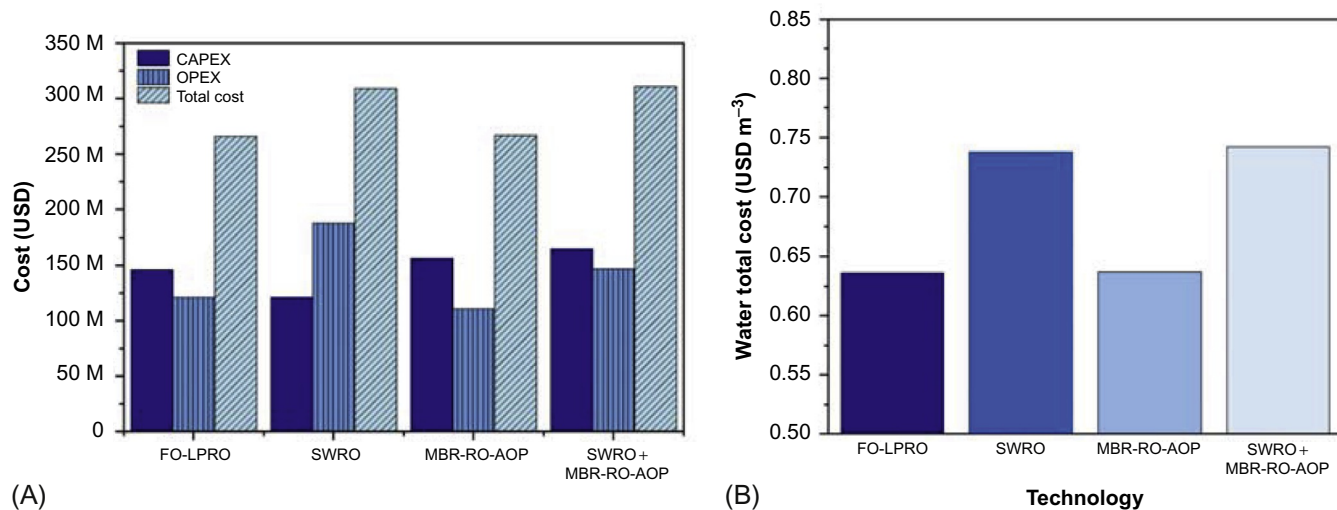 350 M
300 M
250 M
200 M
150 M
100 M
50 M
0
Cost (USD)
CAPEX
OPEX
Total cost
FO-LPRO
SWRO
MBR-RO-AOP
SWRO +
MBR-RO-AOP
(A)
0.85
0.80
0.75
0.70
0.65
0.60
0.55
0.50
Water total cost (USD m⁻³)
FO-LPRO
SWRO
MBR-RO-AOP
SWRO +
MBR-RO-AOP
(B)
Technology